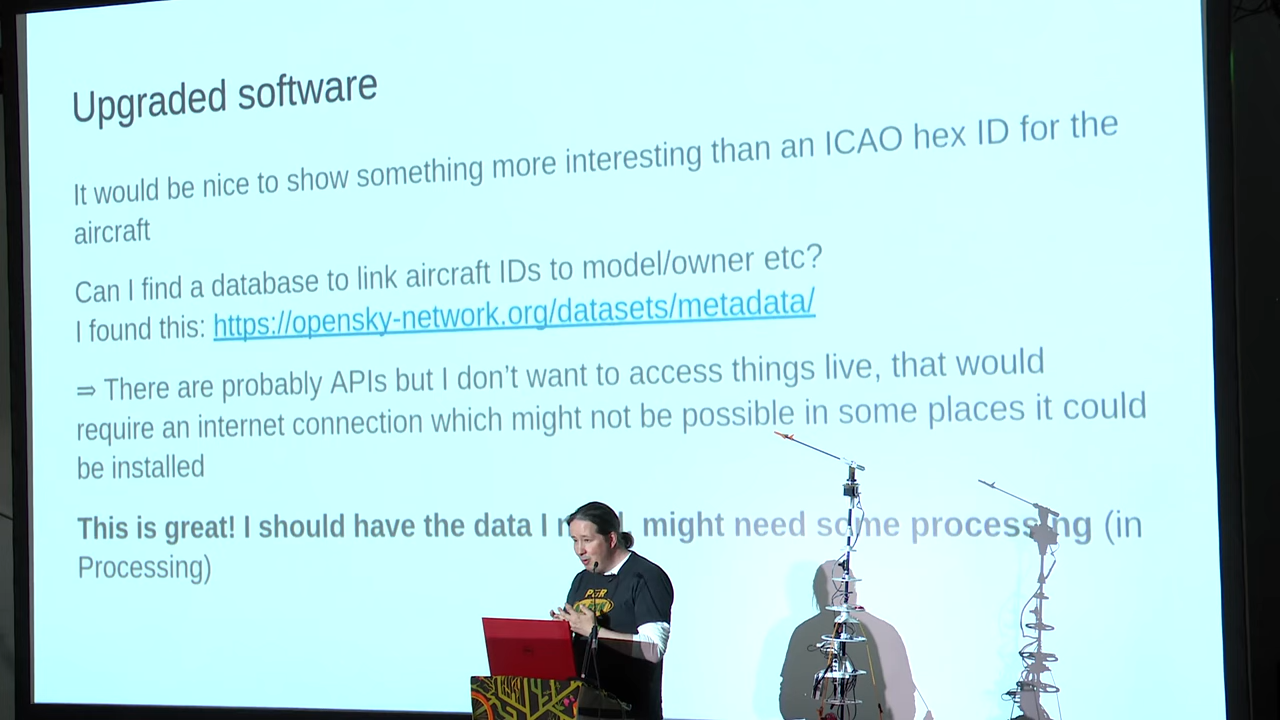 Upgraded software
It would be nice to show something more interesting than an ICAO hex ID for the
aircraft
Can I find a database to link aircraft IDs to model/owner etc?
I found this: https://opensky-network.org/datasets/metadata/
⇒ There are probably APIs but I don't want to access things live, that would
require an internet connection which might not be possible in some places it could
be installed
This is great! I should have the data I might need some processing (in
Processing)